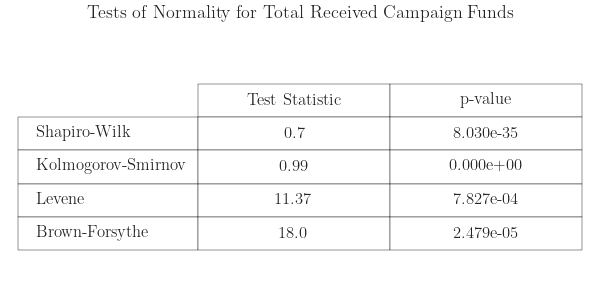 Tests of Normality for Total Received Campaign Funds
Test Statistic p-value
Shapiro-Wilk 0.7 8.030e-35
Kolmogorov-Smirnov 0.99 0.000e+00
Levene 11.37 7.827e-04
Brown-Forsythe 18.0 2.479e-05